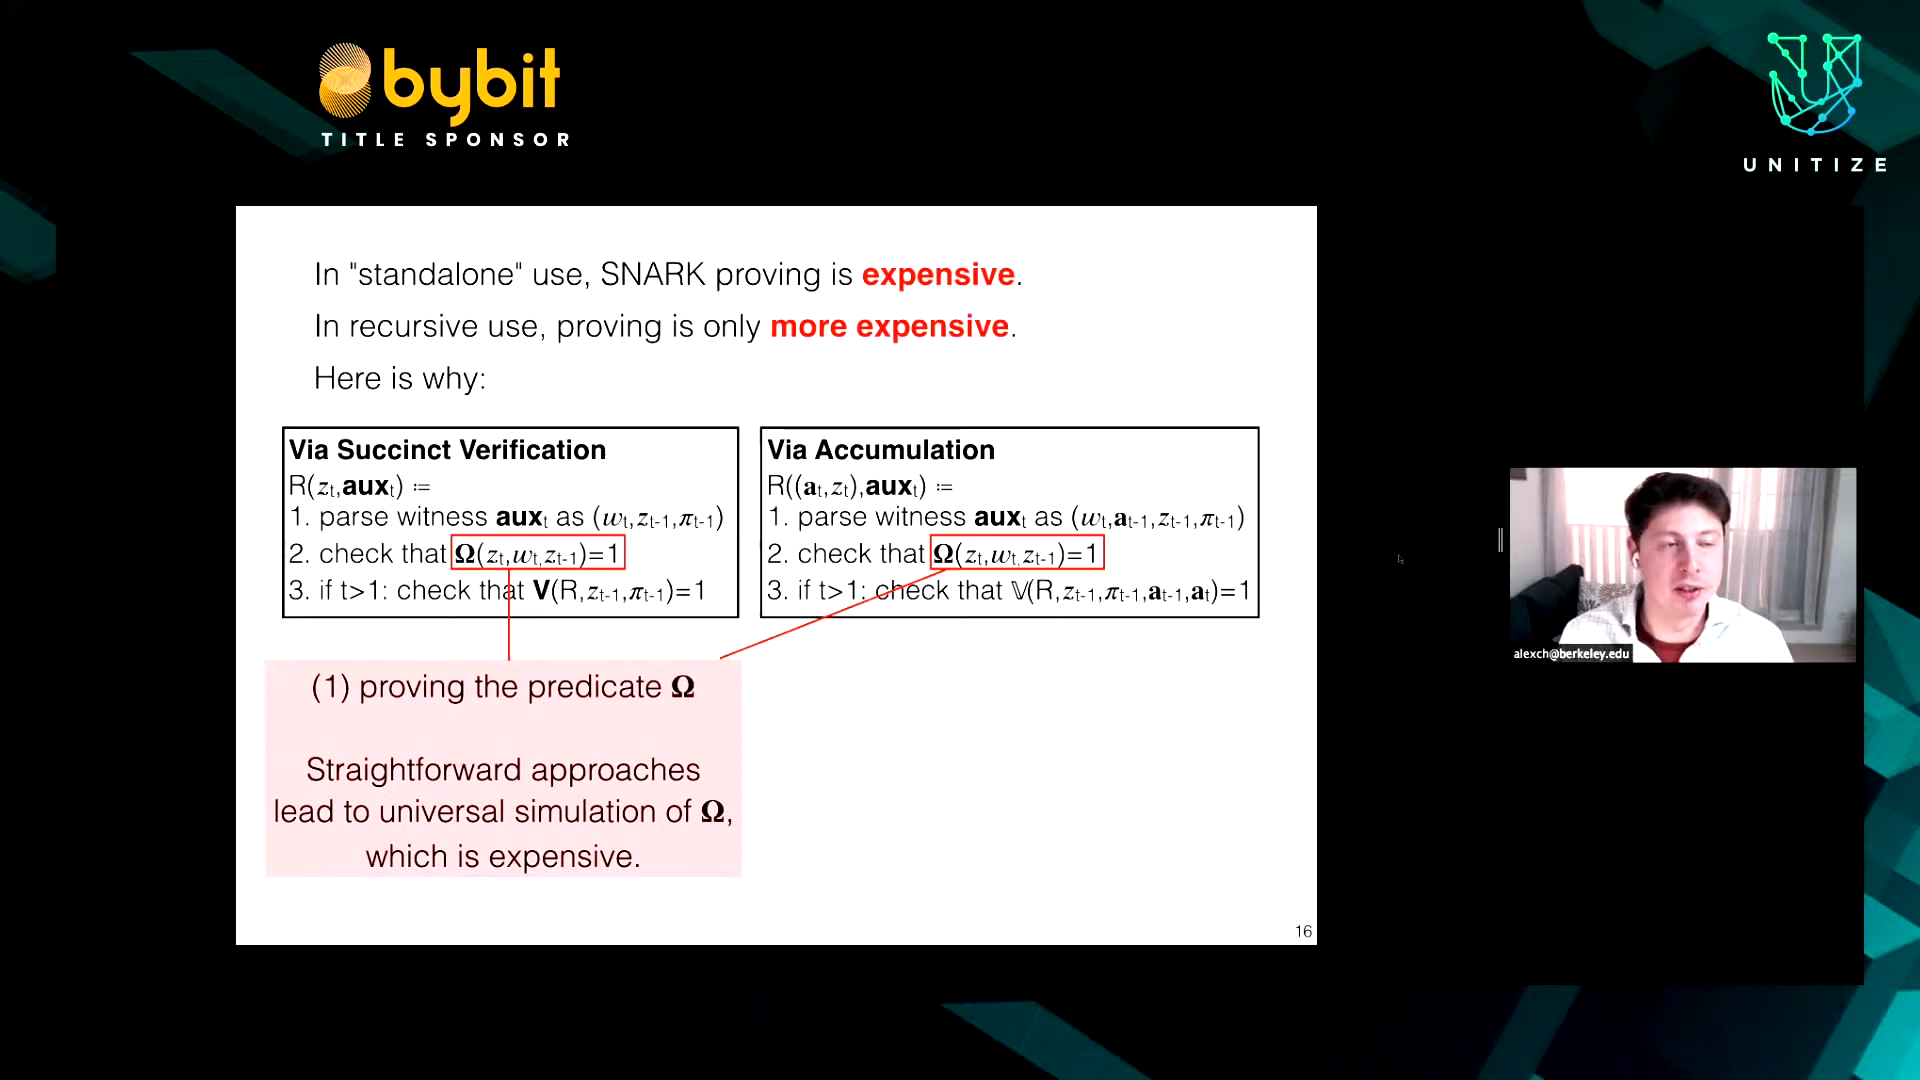 bybit
TITLE SPONSOR
UNITIZE
In "standalone" use, SNARK proving is expensive.
In recursive use, proving is only more expensive.
Here is why:
Via Succinct Verification
R(zt,auxt) :=
1. parse witness auxt as (wt,zt-1,πt-1)
2. check that Ω(zt,wt,zt-1)=1
3. if t>1: check that V(R,zt-1,πt-1)=1
Via Accumulation
R((at,zt),auxt) :=
1. parse witness auxt as (wt,at-1,zt-1,πt-1)
2. check that Ω(zt,wt,zt-1)=1
3. if t>1: check that 𝕍(R,zt-1,πt-1,at-1,at)=1
(1) proving the predicate Ω
Straightforward approaches
lead to universal simulation of Ω,
which is expensive.
16
alexch@berkeley.edu